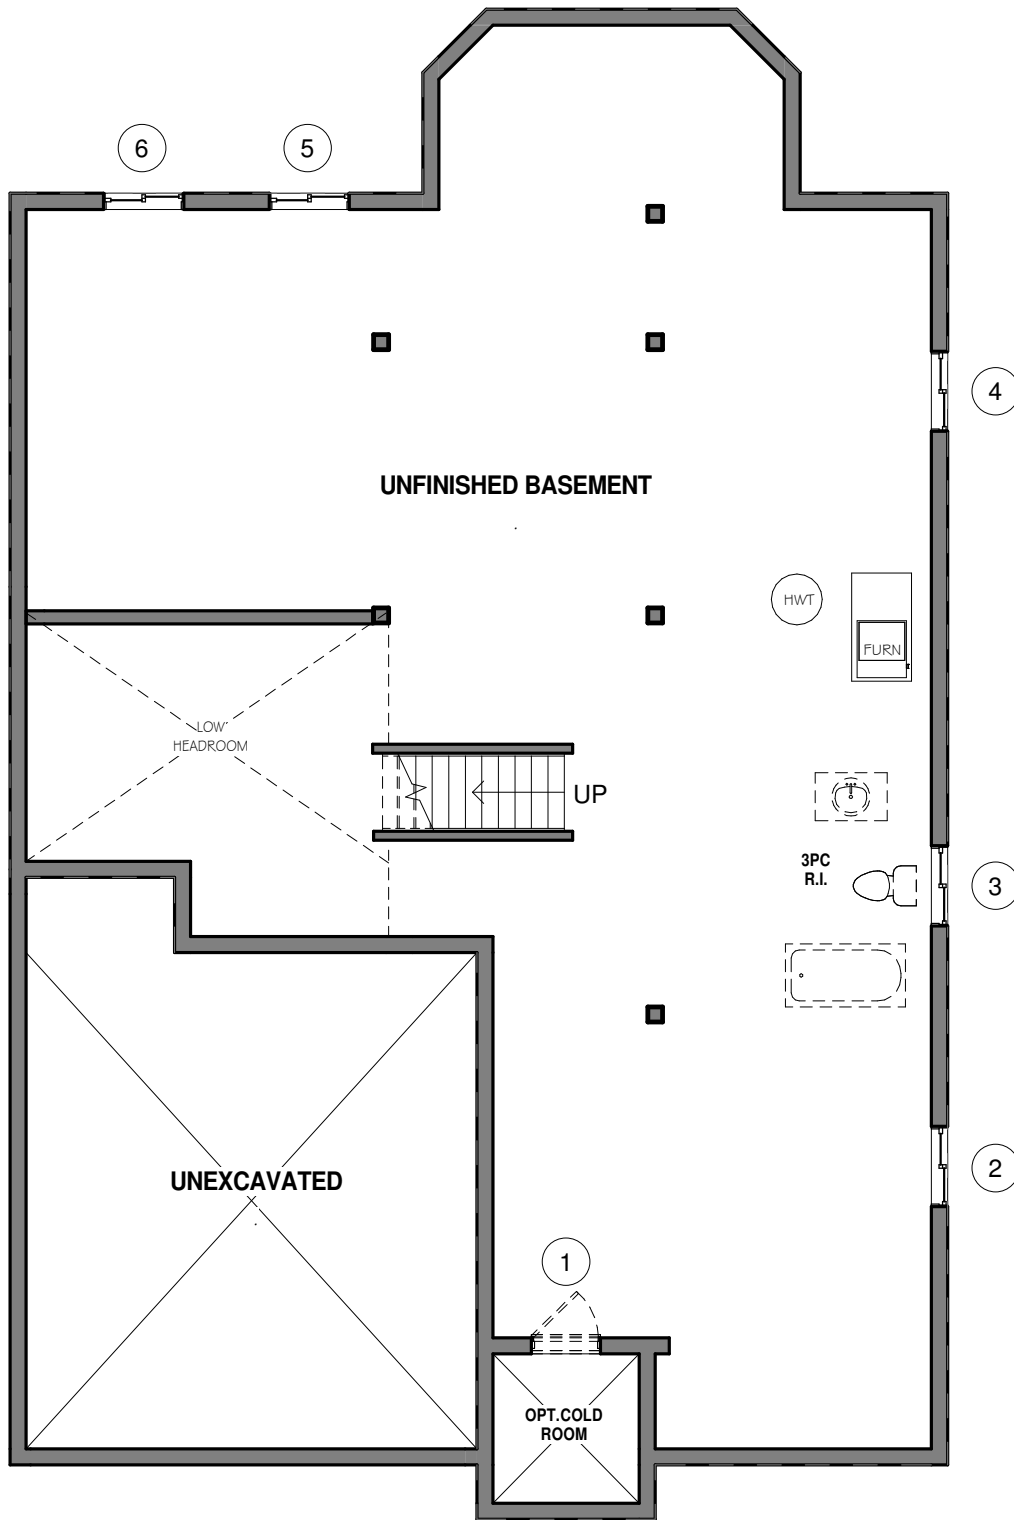 6
5
4
UNFINISHED BASEMENT
HWT
FURN
LOW
HEADROOM
UP
3PC
R.I.
3
2
UNEXCAVATED
1
OPT.COLD
ROOM